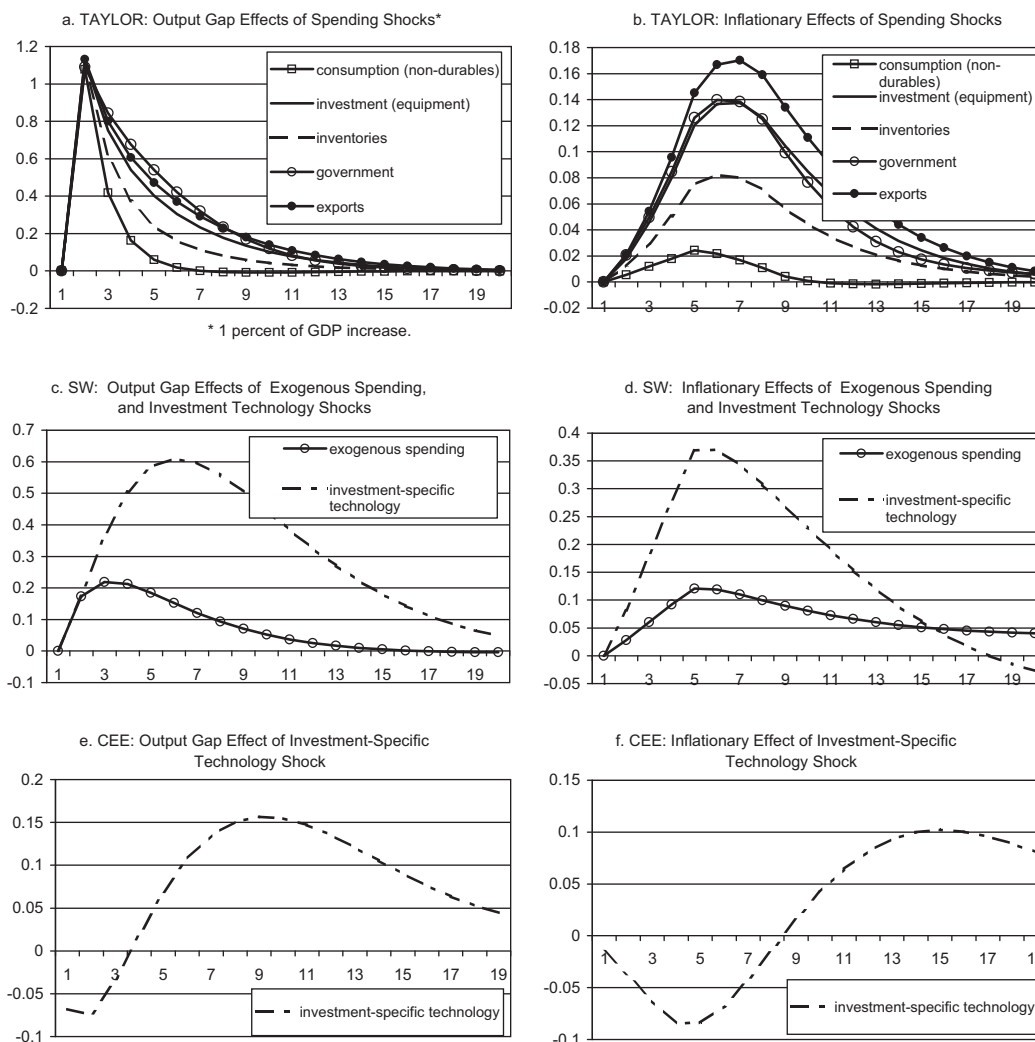 a. TAYLOR: Output Gap Effects of Spending Shocks*
1.2
1
0.8
0.6
0.4
0.2
0
-0.2
consumption (non-durables)
investment (equipment)
inventories
government
exports
1 3 5 7 9 11 13 15 17 19
* 1 percent of GDP increase.
b. TAYLOR: Inflationary Effects of Spending Shocks
0.18
0.16
0.14
0.12
0.1
0.08
0.06
0.04
0.02
0
-0.02
consumption (non-
durables)
investment (equipment)
inventories
government
exports
1 3 5 7 9 11 13 15 17 19
c. SW: Output Gap Effects of Exogenous Spending,
and Investment Technology Shocks
0.7
0.6
0.5
0.4
0.3
0.2
0.1
0
-0.1
exogenous spending
investment-specific
technology
1 3 5 7 9 11 13 15 17 19
d. SW: Inflationary Effects of Exogenous Spending
and Investment Technology Shocks
0.4
0.35
0.3
0.25
0.2
0.15
0.1
0.05
0
-0.05
exogenous spending
investment-specific
technology
1 3 5 7 9 11 13 15 17 19
e. CEE: Output Gap Effect of Investment-Specific
Technology Shock
0.2
0.15
0.1
0.05
0
-0.05
-0.1
1 3 5 7 9 11 13 15 17 19
investment-specific technology
f. CEE: Inflationary Effect of Investment-Specific
Technology Shock
0.15
0.1
0.05
0
-0.05
-0.1
1 3 5 7 9 11 13 15 17
investment-specific technology